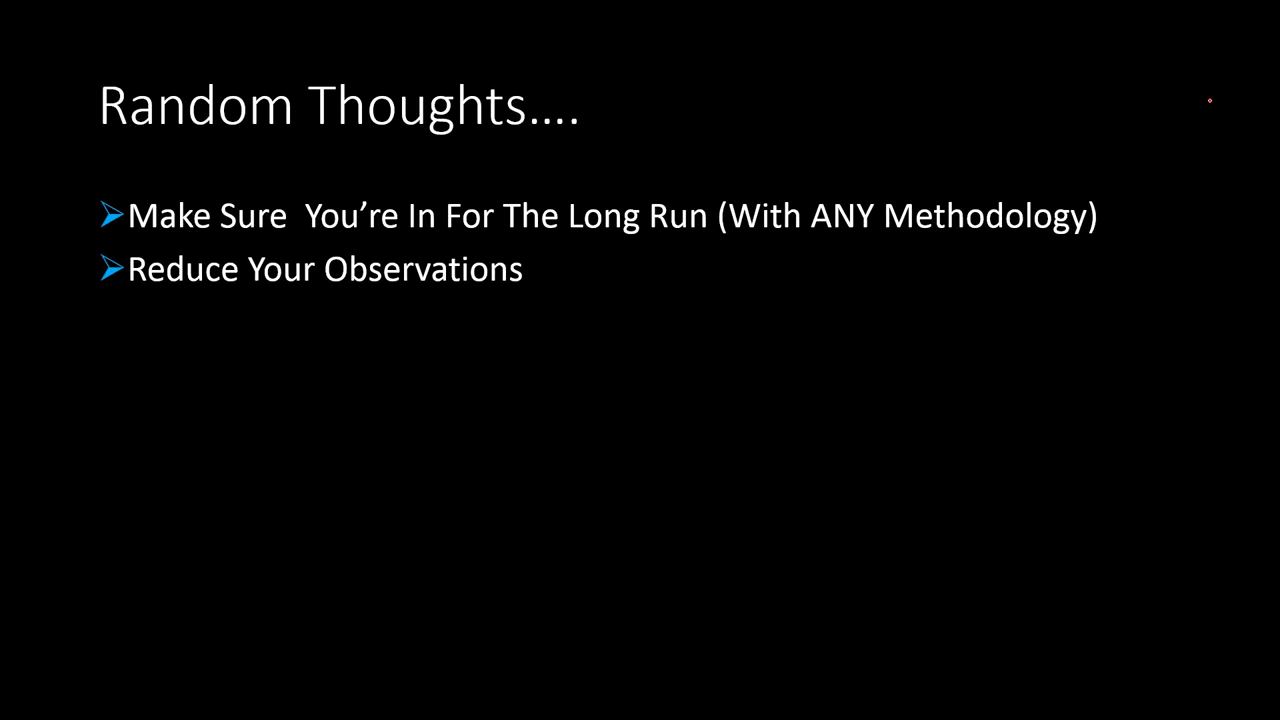 Random Thoughts....
Make Sure  You're In For The Long Run (With ANY Methodology)
Reduce Your Observations